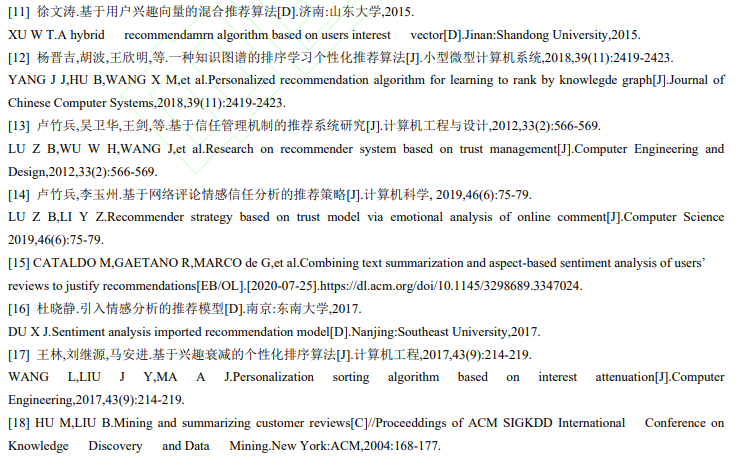 [11] 徐文涛.基于用户兴趣向量的混合推荐算法[D].济南:山东大学,2015.
XU W T.A hybrid recommendamrn algorithm based on users interest vector[D].Jinan:Shandong University,2015.
[12] 杨晋吉,胡波,王欣明,等.一种知识图谱的排序学习个性化推荐算法[J].小型微型计算机系统,2018,39(11):2419-2423.
YANG J J,HU B,WANG X M,et al.Personalized recommendation algorithm for learning to rank by knowlegde graph[J].Journal of
Chinese Computer Systems,2018,39(11):2419-2423.
[13] 卢竹兵,吴卫华,王剑,等.基于信任管理机制的推荐系统研究[J].计算机工程与设计,2012,33(2):566-569.
LU Z B,WU W H,WANG J,et al.Research on recommender system based on trust management[J].Computer Engineering and
Design,2012,33(2):566-569.
[14] 卢竹兵,李玉州.基于网络评论情感信任分析的推荐策略[J].计算机科学, 2019,46(6):75-79.
LU Z B,LI Y Z.Recommender strategy based on trust model via emotional analysis of online comment[J].Computer Science
2019,46(6):75-79.
[15] CATALDO M,GAETANO R,MARCO de G,et al.Combining text summarization and aspect-based sentiment analysis of users’
reviews to justify recommendations[EB/OL].[2020-07-25].https://dl.acm.org/doi/10.1145/3298689.3347024.
[16] 杜晓静.引入情感分析的推荐模型[D].南京:东南大学,2017.
DU X J.Sentiment analysis imported recommendation model[D].Nanjing:Southeast University,2017.
[17] 王林,刘继源,马安进.基于兴趣衰减的个性化排序算法[J].计算机工程,2017,43(9):214-219.
WANG L,LIU J Y,MA A J.Personalization sorting algorithm based on interest attenuation[J].Computer
Engineering,2017,43(9):214-219.
[18] HU M,LIU B.Mining and summarizing customer reviews[C]//Proceeddings of ACM SIGKDD International Conference on
Knowledge Discovery and Data Mining.New York:ACM,2004:168-177.